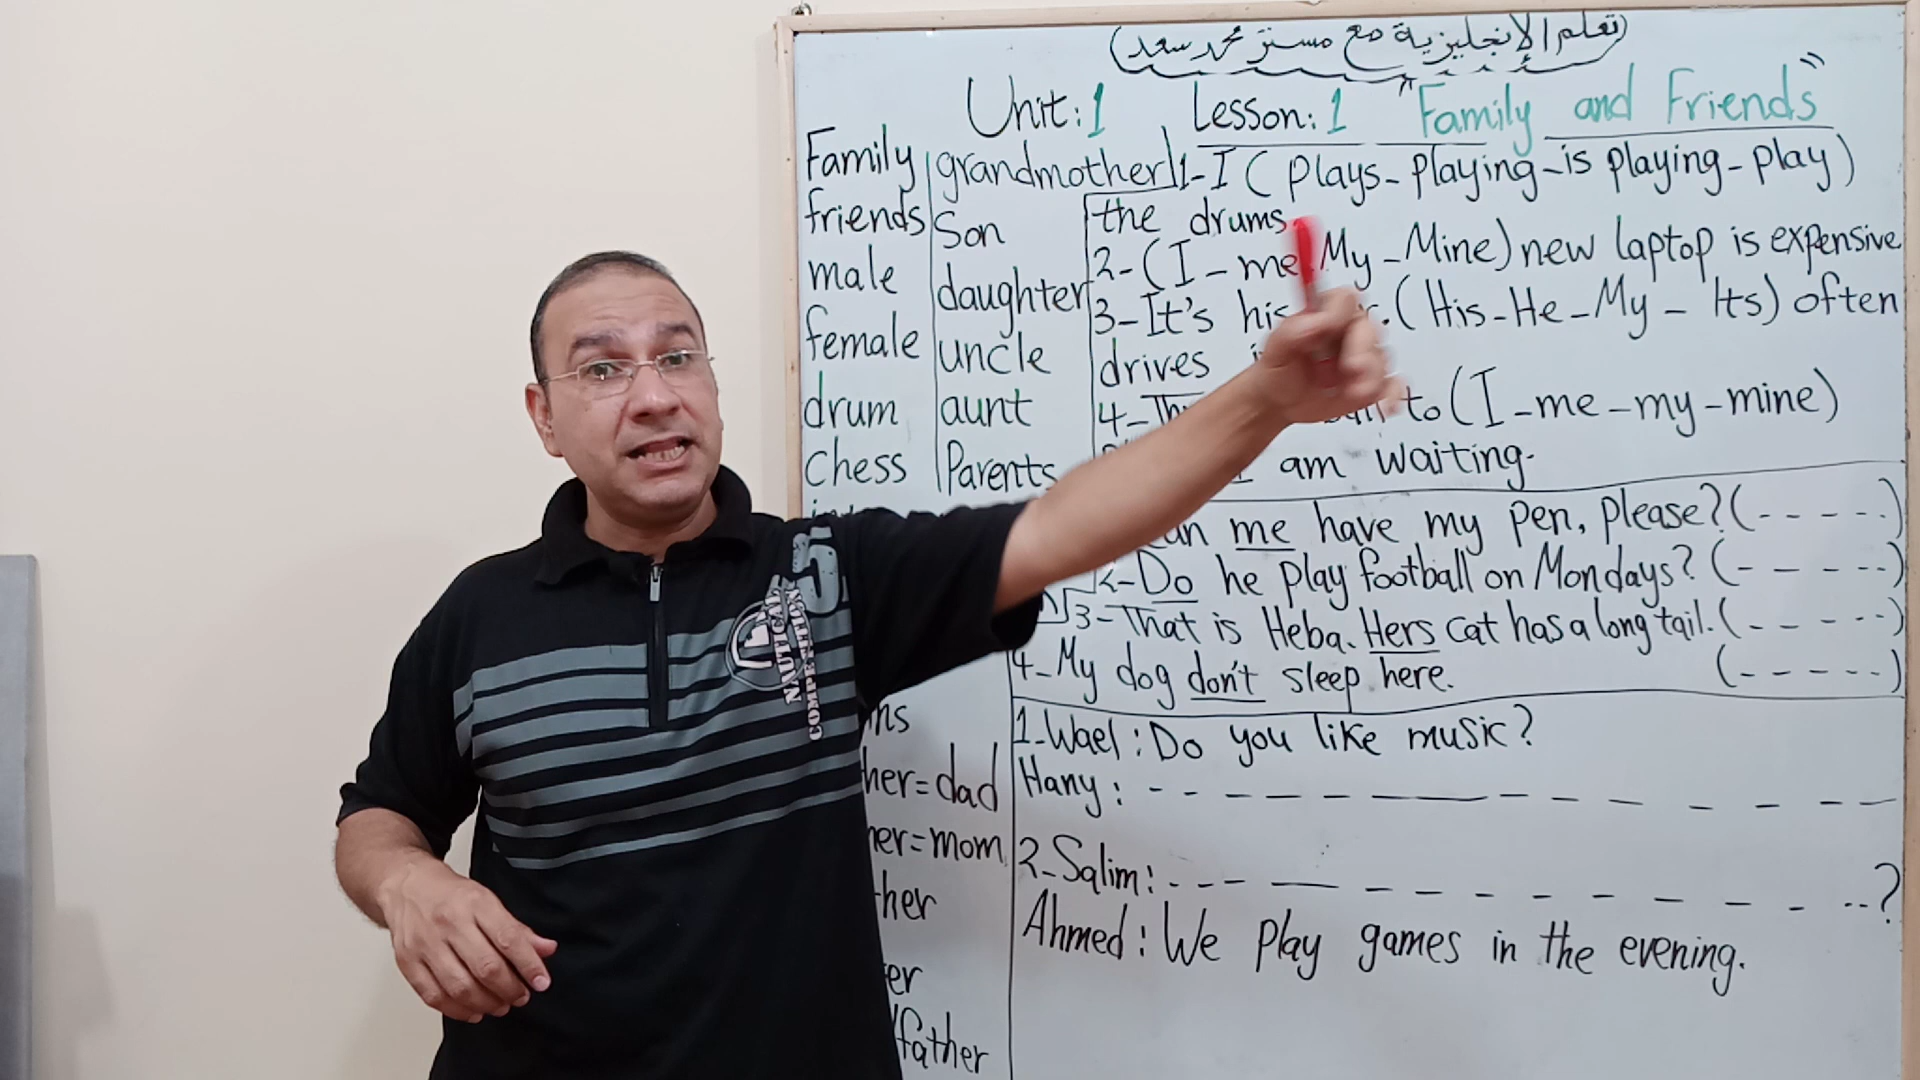 (تعلم الإنجليزية مع مستر محمد سعد)
Unit:1 Lesson:1 "Family and Friends"
Family
friends
male
female
drum
chess
grandmother
Son
daughter
uncle
aunt
Parents
her=dad
her=mom
ther
er
father
1-I (plays-playing-is playing-play)
the drums.
2-(I-me-My-Mine) new laptop is expensive
3-It's his (His-He-My-Its) often
drives
4- to (I-me-my-mine)
am waiting.
me have my pen, please? (-----)
2-Do he play football on Mondays? (-----)
3-That is Heba. Hers cat has a long tail. (-----)
4-My dog don't sleep here. (-----)
1-Wael: Do you like music?
Hany: -------------
2-Salim: -------------?
Ahmed: We play games in the evening.
COMPETITION
NAUTICAL